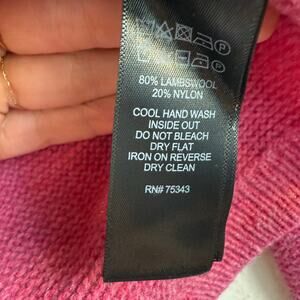 80% LAMBSWOOL
20% NYLON
COOL HAND WASH
INSIDE OUT
DO NOT BLEACH
DRY FLAT
IRON ON REVERSE
DRY CLEAN
RN# 75343